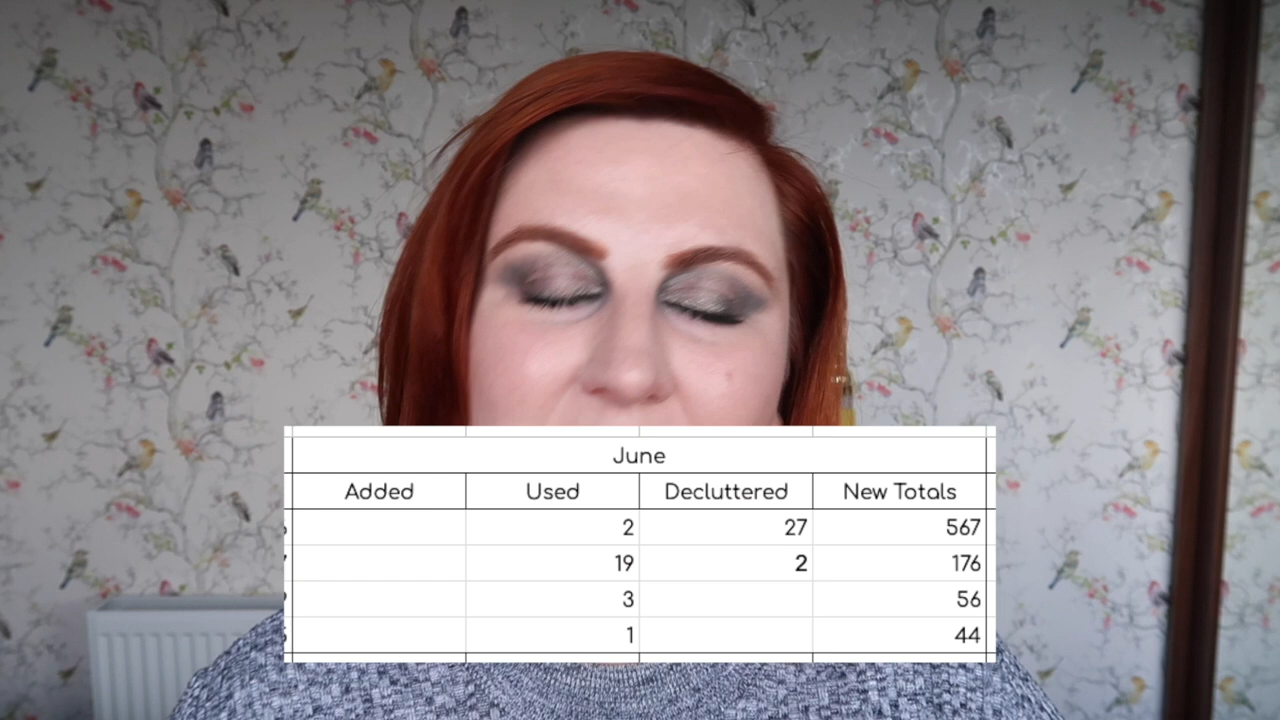 June
Added Used Decluttered New Totals
2 27 567
19 2 176
3 56
1 44